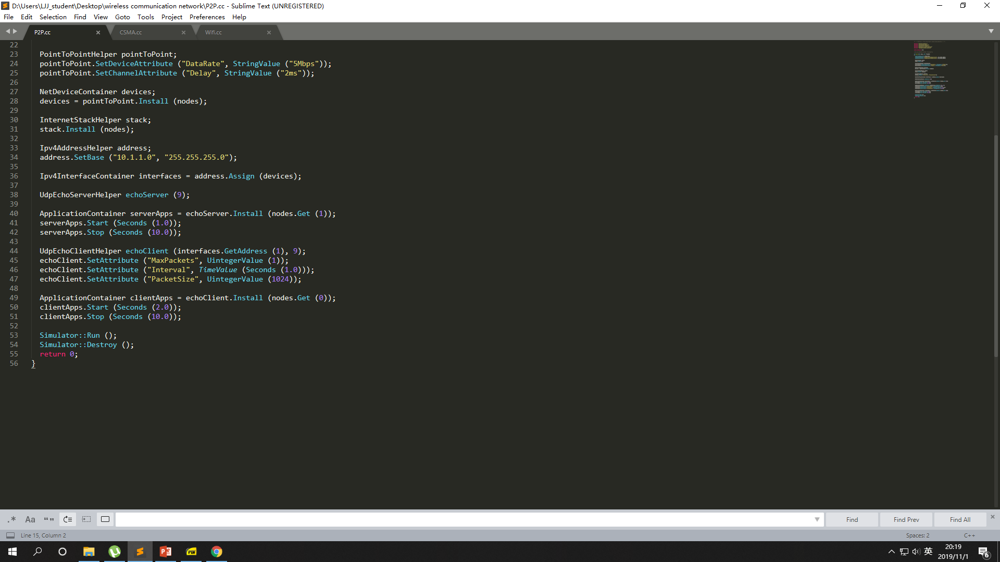 D:\Users\LJJ_student\Desktop\wireless communication network\P2P.cc - Sublime Text (UNREGISTERED)
File Edit Selection Find View Goto Tools Project Preferences Help
P2P.cc CSMA.cc Wifi.cc
22
23 PointToPointHelper pointToPoint;
24 pointToPoint.SetDeviceAttribute ("DataRate", StringValue ("5Mbps"));
25 pointToPoint.SetChannelAttribute ("Delay", StringValue ("2ms"));
26
27 NetDeviceContainer devices;
28 devices = pointToPoint.Install (nodes);
29
30 InternetStackHelper stack;
31 stack.Install (nodes);
32
33 Ipv4AddressHelper address;
34 address.SetBase ("10.1.1.0", "255.255.255.0");
35
36 Ipv4InterfaceContainer interfaces = address.Assign (devices);
37
38 UdpEchoServerHelper echoServer (9);
39
40 ApplicationContainer serverApps = echoServer.Install (nodes.Get (1));
41 serverApps.Start (Seconds (1.0));
42 serverApps.Stop (Seconds (10.0));
43
44 UdpEchoClientHelper echoClient (interfaces.GetAddress (1), 9);
45 echoClient.SetAttribute ("MaxPackets", UintegerValue (1));
46 echoClient.SetAttribute ("Interval", TimeValue (Seconds (1.0)));
47 echoClient.SetAttribute ("PacketSize", UintegerValue (1024));
48
49 ApplicationContainer clientApps = echoClient.Install (nodes.Get (0));
50 clientApps.Start (Seconds (2.0));
51 clientApps.Stop (Seconds (10.0));
52
53 Simulator::Run ();
54 Simulator::Destroy ();
55 return 0;
56 }
.* Aa “” Find Find Prev Find All
Line 15, Column 2 Spaces: 2 C++
英 20:19
2019/11/1 6